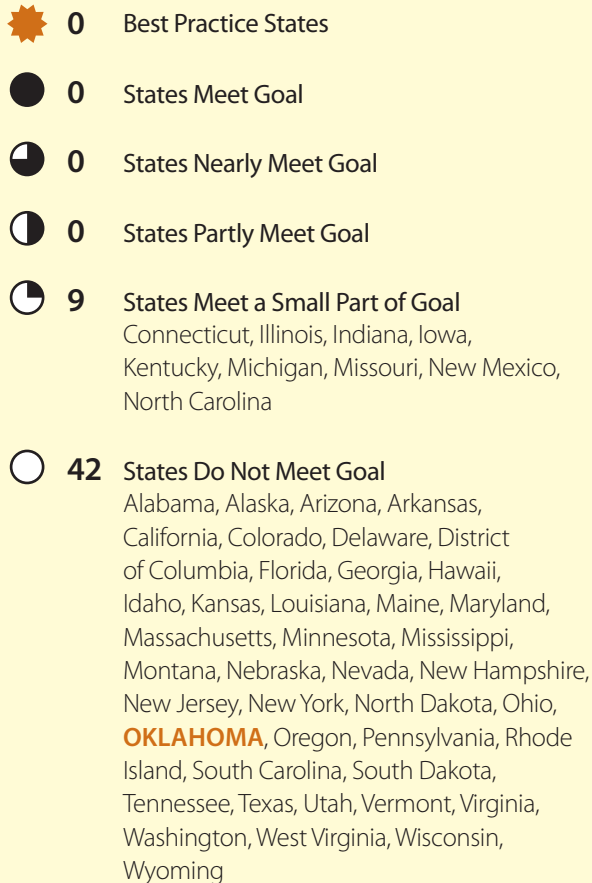 0 Best Practice States
0 States Meet Goal
0 States Nearly Meet Goal
0 States Partly Meet Goal
9 States Meet a Small Part of Goal
Connecticut, Illinois, Indiana, Iowa,
Kentucky, Michigan, Missouri, New Mexico,
North Carolina
42 States Do Not Meet Goal
Alabama, Alaska, Arizona, Arkansas,
California, Colorado, Delaware, District
of Columbia, Florida, Georgia, Hawaii,
Idaho, Kansas, Louisiana, Maine, Maryland,
Massachusetts, Minnesota, Mississippi,
Montana, Nebraska, Nevada, New Hampshire,
New Jersey, New York, North Dakota, Ohio,
OKLAHOMA, Oregon, Pennsylvania, Rhode
Island, South Carolina, South Dakota,
Tennessee, Texas, Utah, Vermont, Virginia,
Washington, West Virginia, Wisconsin,
Wyoming